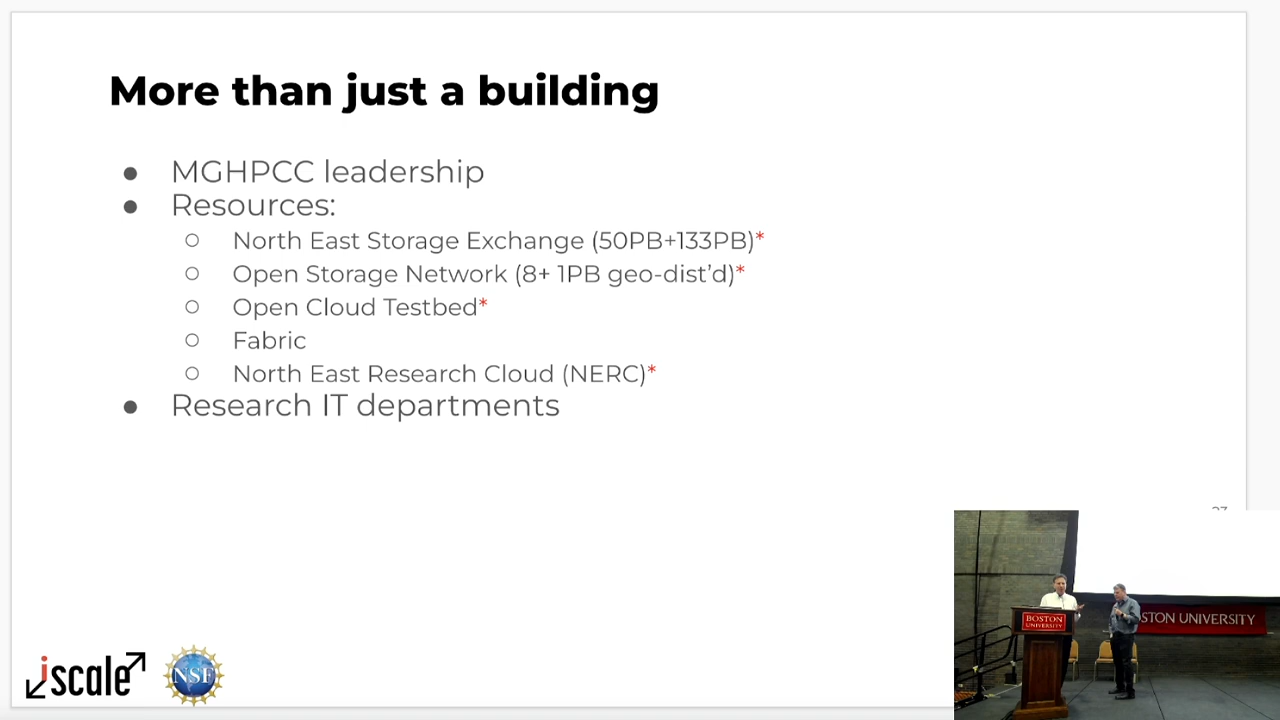 More than just a building
● MGHPCC leadership
● Resources:
○ North East Storage Exchange (50PB+133PB)*
○ Open Storage Network (8+ 1PB geo-dist’d)*
○ Open Cloud Testbed*
○ Fabric
○ North East Research Cloud (NERC)*
● Research IT departments
iscale
NSF
BOSTON
UNIVERSITY
STON UNIVERSITY